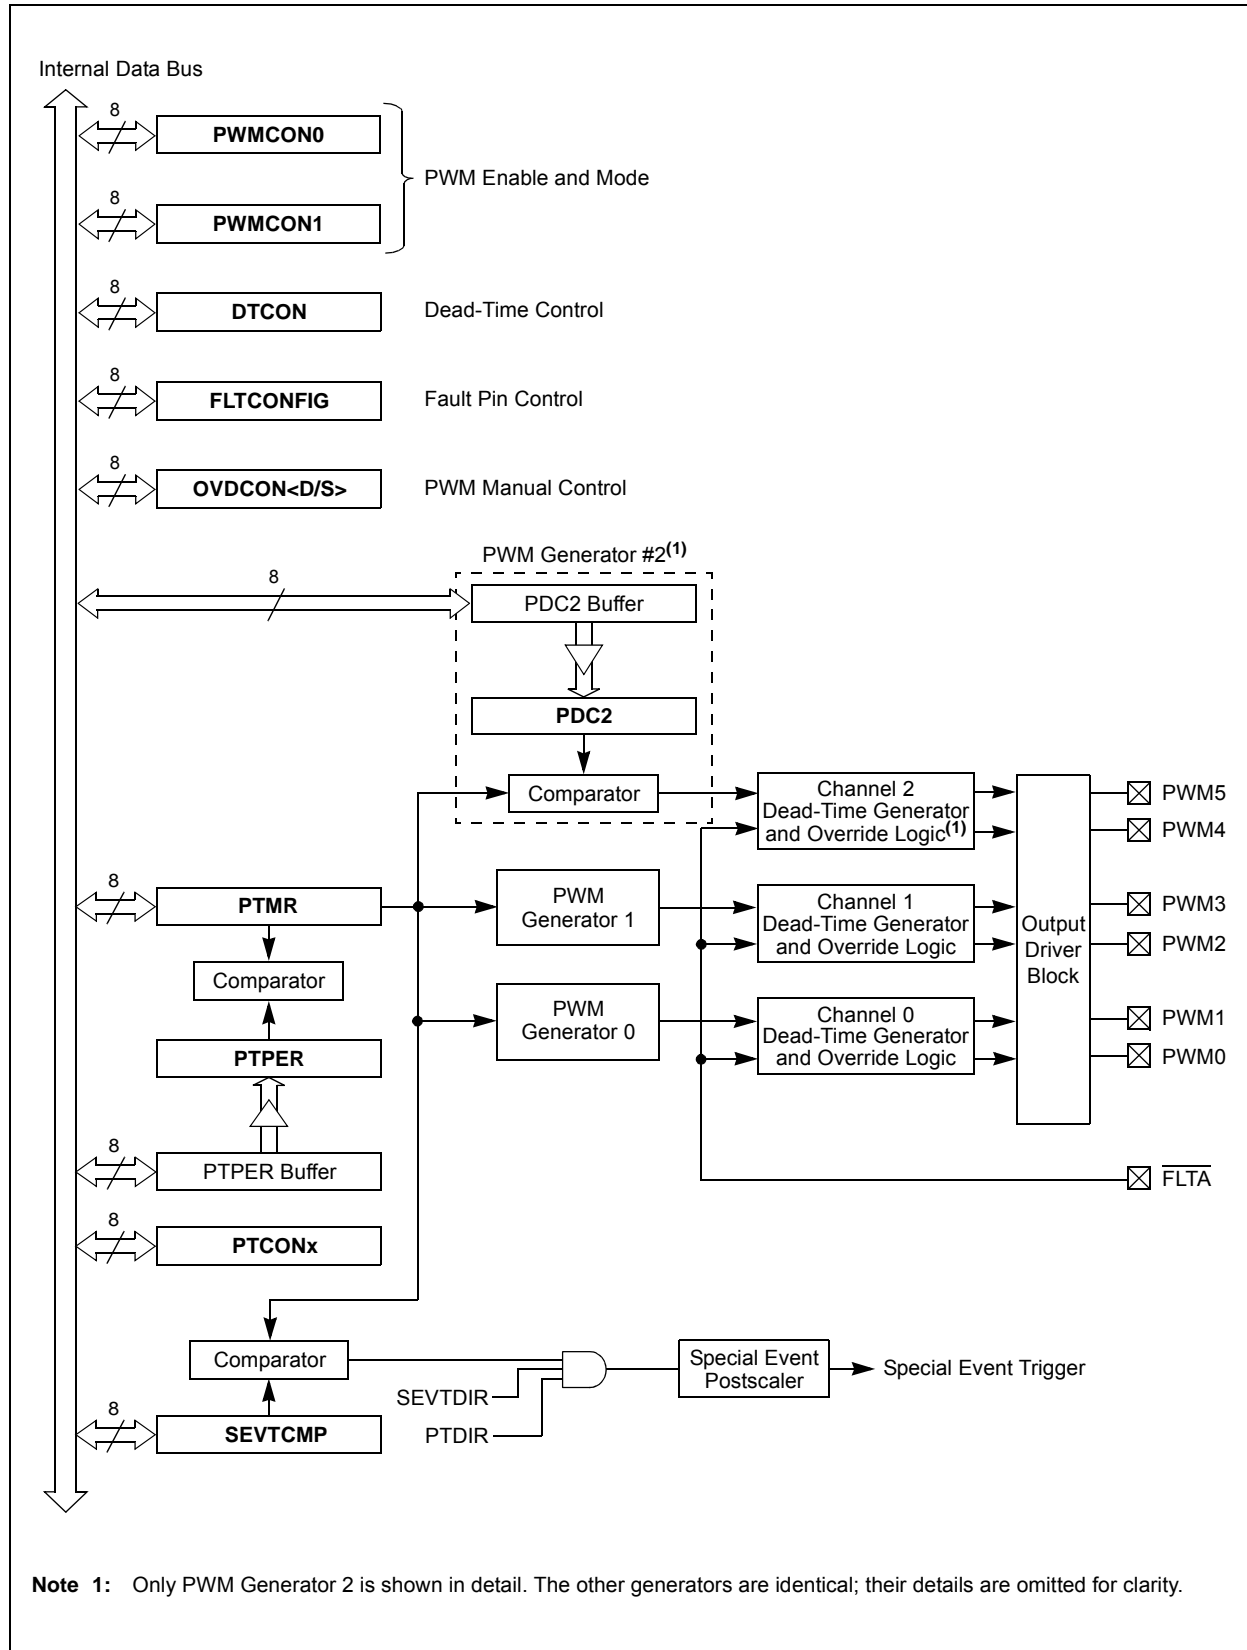 Internal Data Bus
8
PWMCON0
PWM Enable and Mode
8
PWMCON1
8
DTCON
Dead-Time Control
8
FLTCONFIG
Fault Pin Control
8
OVDCON<D/S>
PWM Manual Control
PWM Generator #2(1)
8
PDC2 Buffer
PDC2
Comparator
Channel 2
Dead-Time Generator
and Override Logic(1)
PWM5
PWM4
8
PTMR
PWM
Generator 1
Channel 1
Dead-Time Generator
and Override Logic
Output
Driver
Block
PWM3
PWM2
Comparator
PWM
Generator 0
Channel 0
Dead-Time Generator
and Override Logic
PWM1
PWM0
PTPER
8
PTPER Buffer
FLTA
8
PTCONx
Comparator
Special Event
Postscaler
Special Event Trigger
SEVTDIR
8
SEVTCMP
PTDIR
Note 1: Only PWM Generator 2 is shown in detail. The other generators are identical; their details are omitted for clarity.